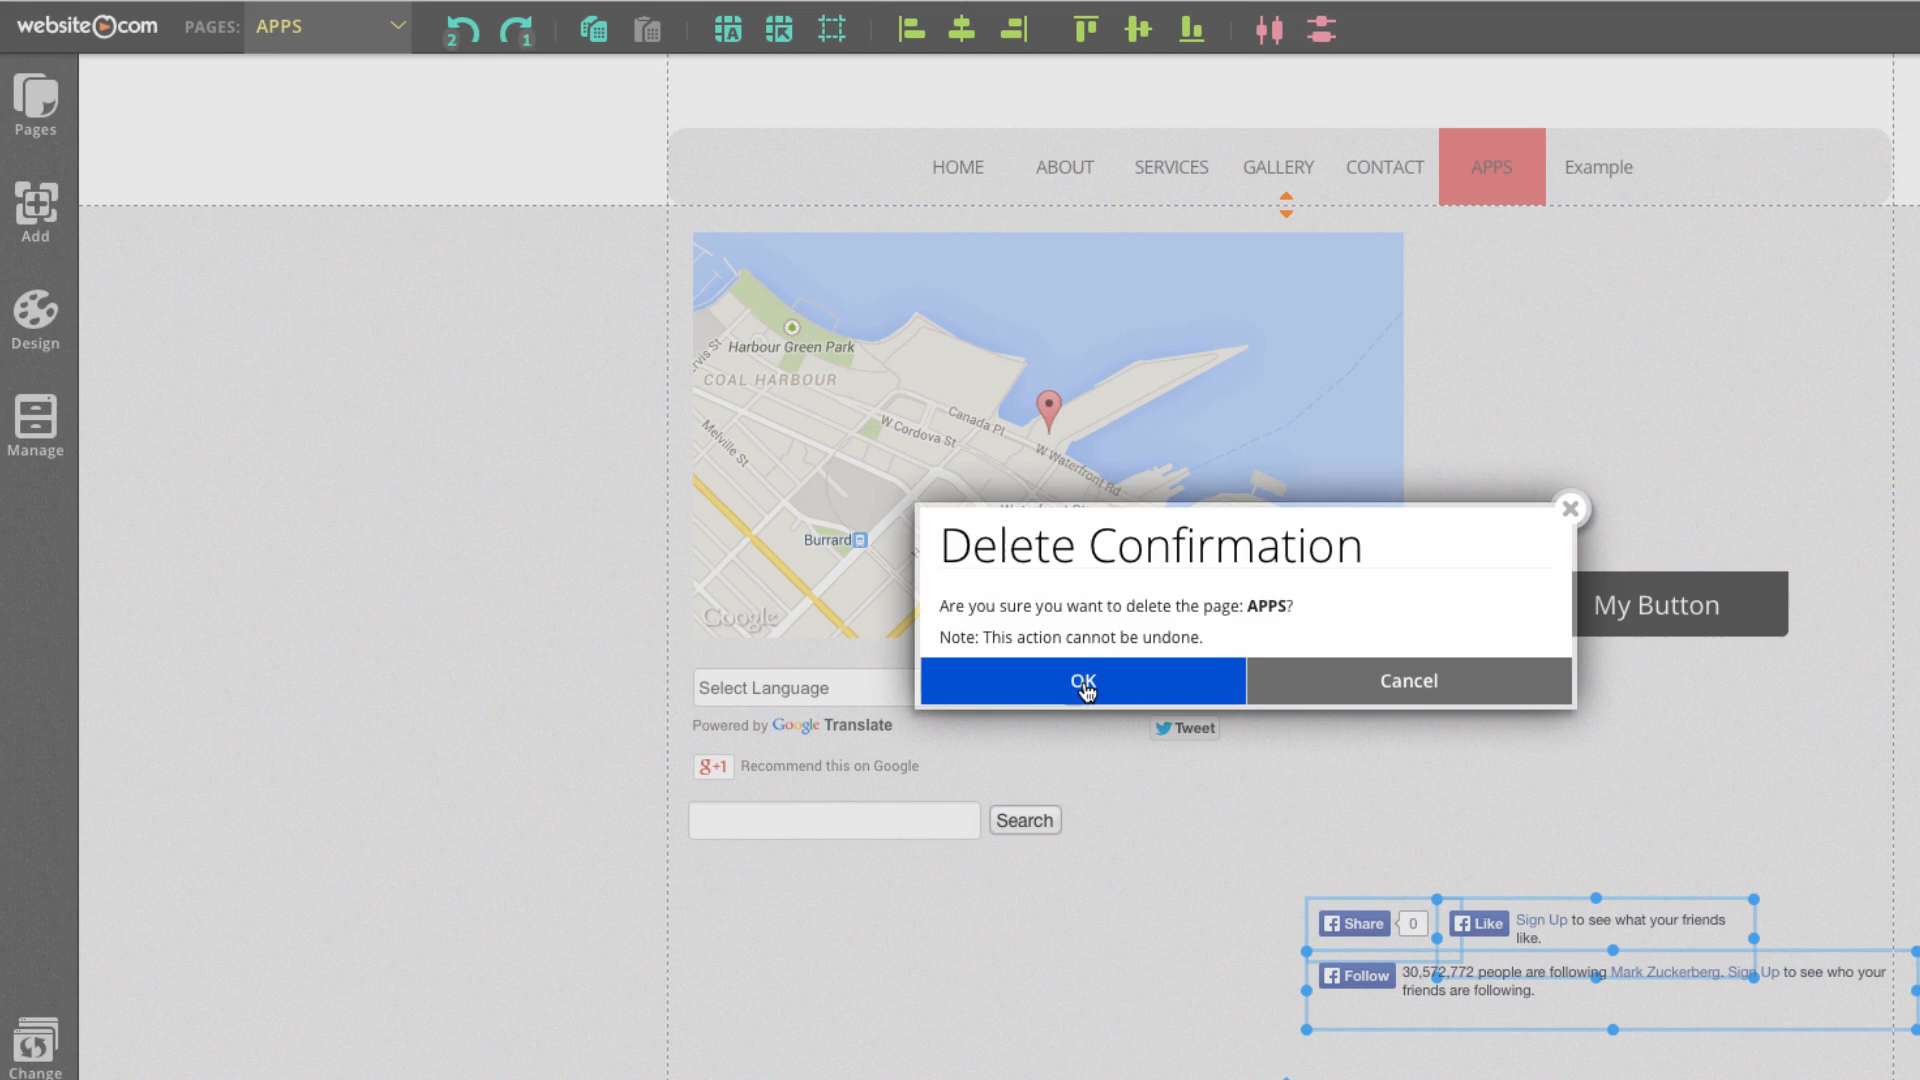 website.com PAGES: APPS
2 1
Pages
Add
Design
Manage
Change
HOME ABOUT SERVICES GALLERY CONTACT APPS Example
Harbour Green Park
COAL HARBOUR
Canada Pl
W Cordova St
Melville St
W Waterfront Rd
Burrard
Google
Delete Confirmation
Are you sure you want to delete the page: APPS?
Note: This action cannot be undone.
OK Cancel
My Button
Select Language
Powered by Google Translate
Tweet
g+1 Recommend this on Google
Search
Share 0 Like Sign Up to see what your friends
like.
Follow 30,572,772 people are following Mark Zuckerberg. Sign Up to see who your
friends are following.